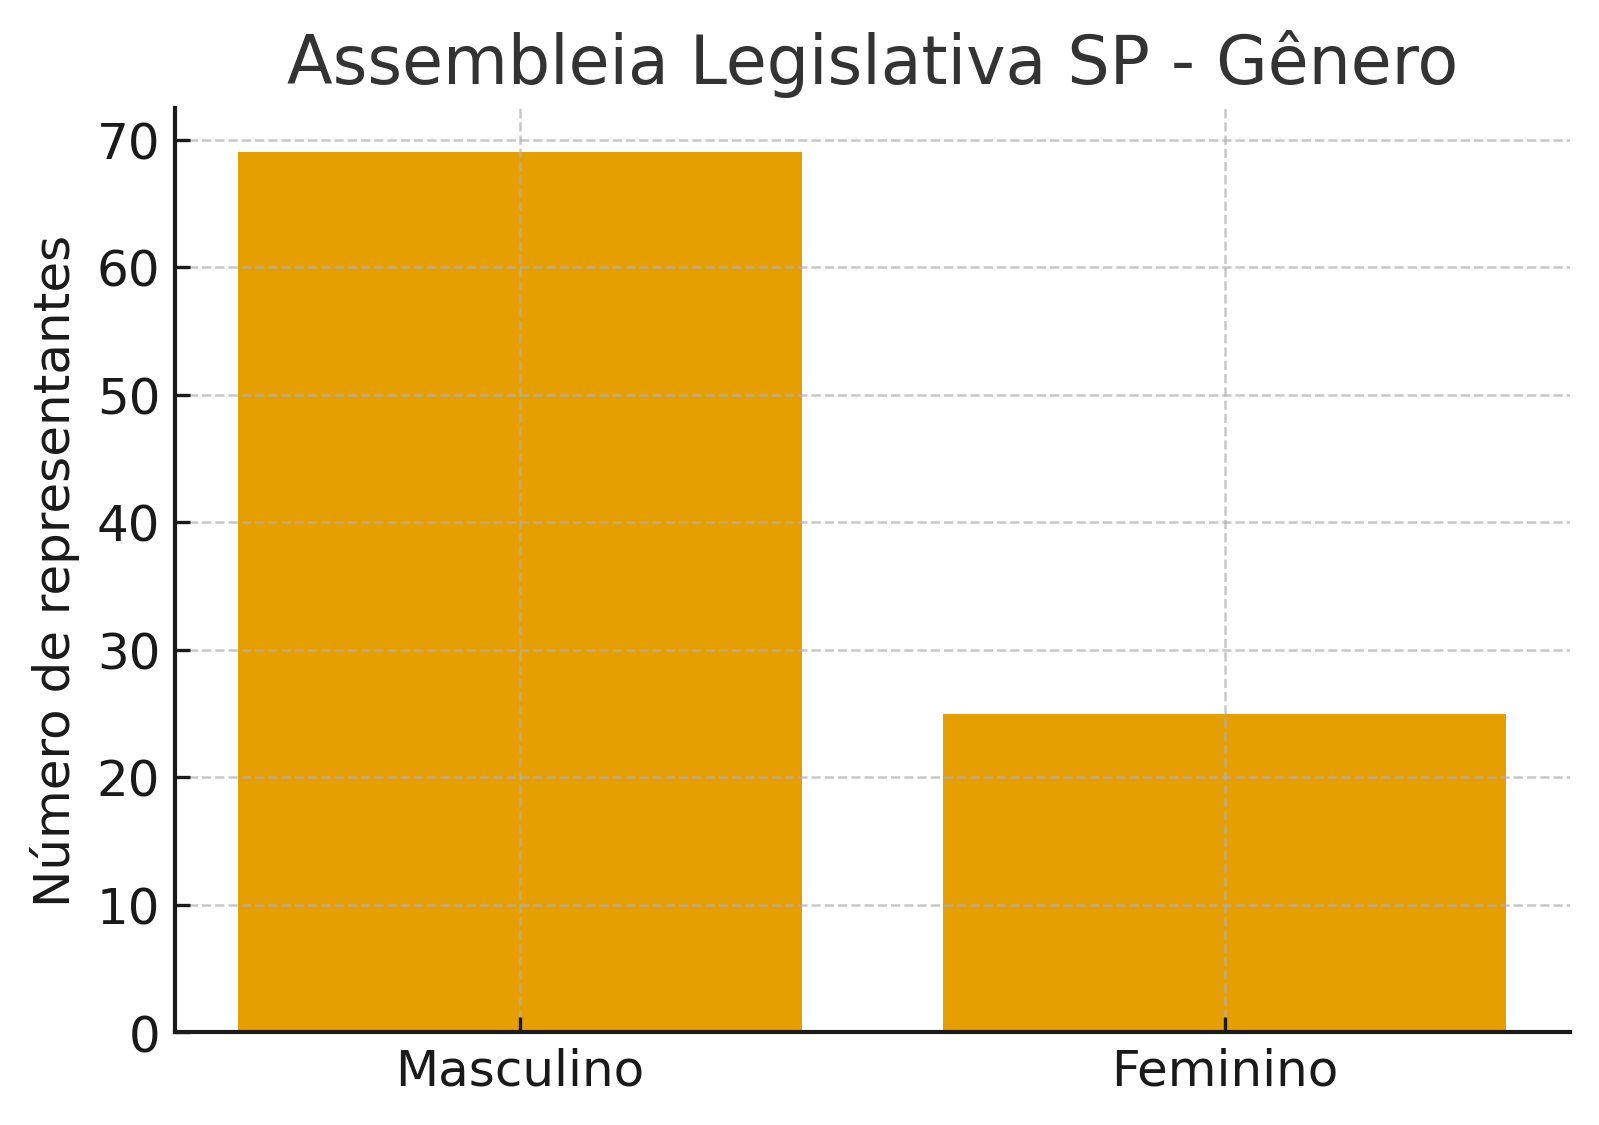 Assembleia Legislativa SP - Gênero
Número de representantes
70
60
50
40
30
20
10
0
Masculino
Feminino